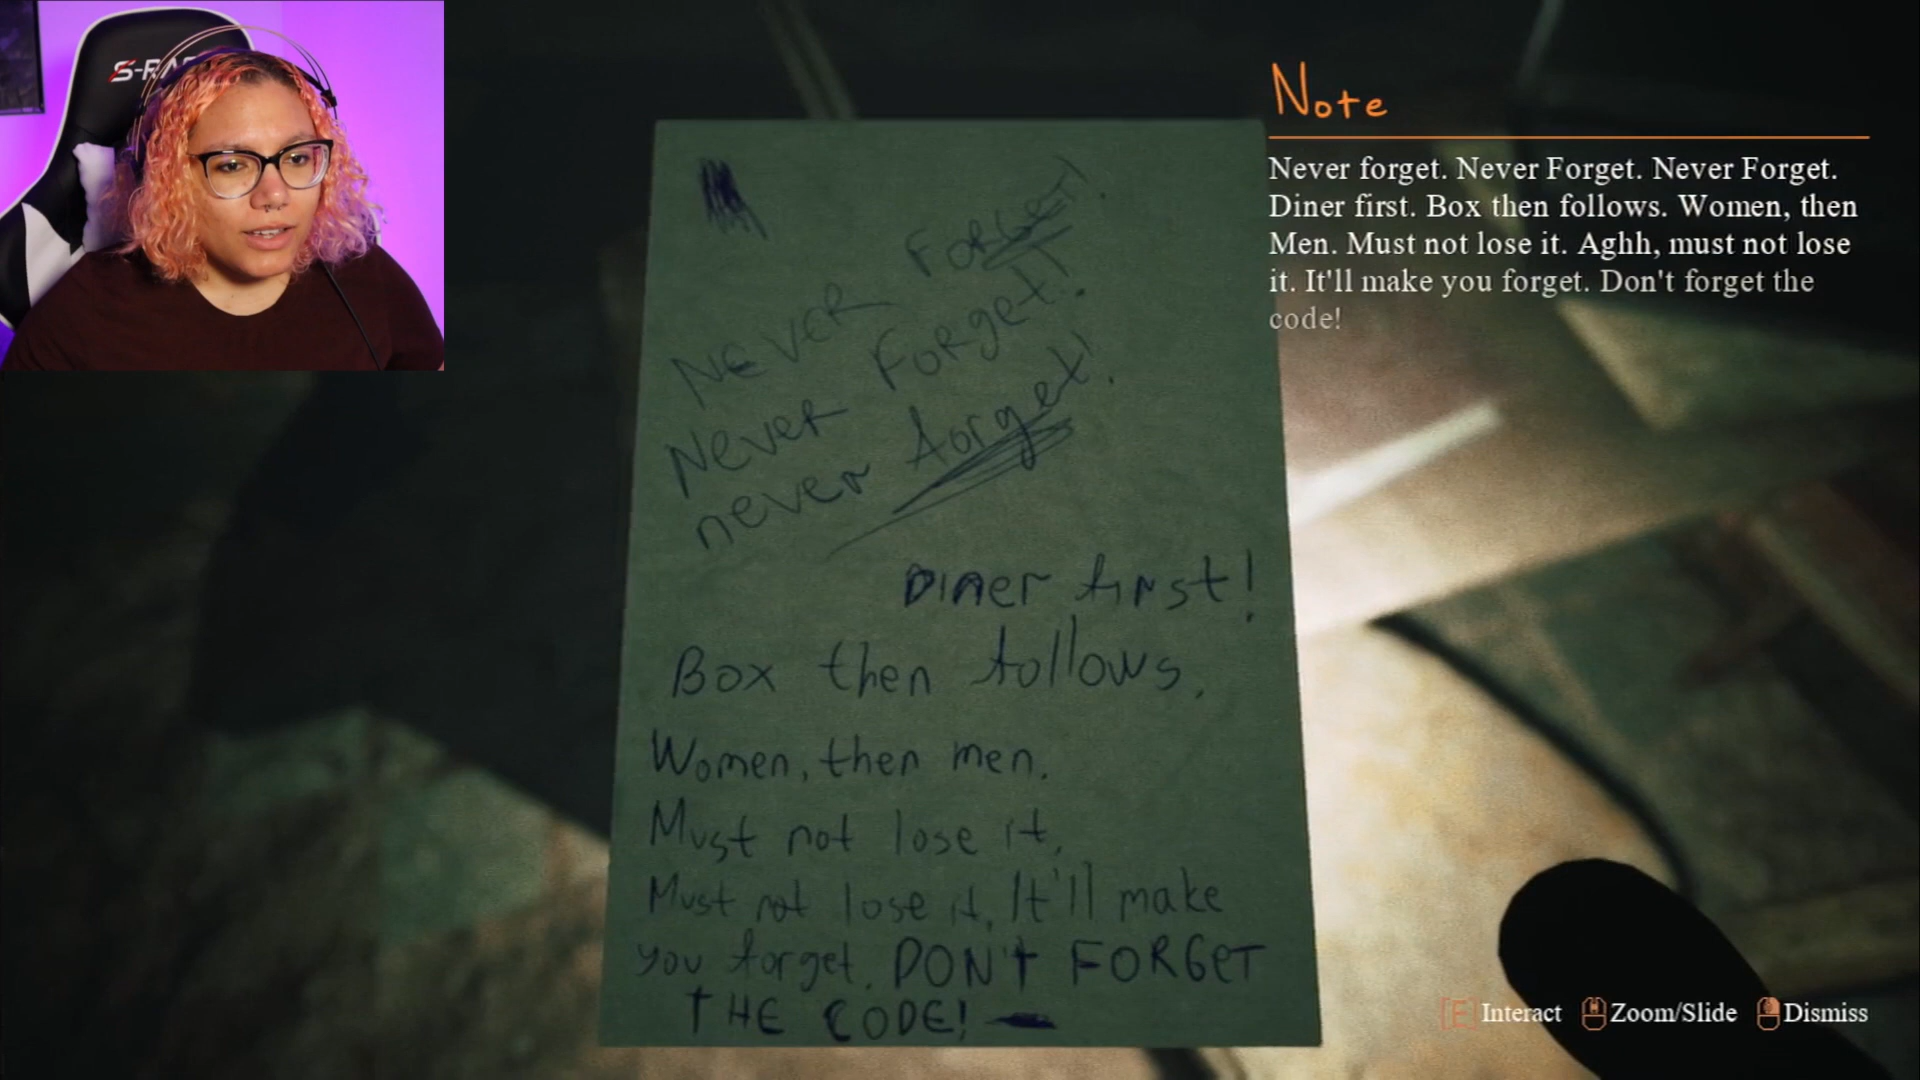 S-RAC
Note
Never forget. Never Forget. Never Forget.
Diner first. Box then follows. Women, then
Men. Must not lose it. Aghh, must not lose
it. It'll make you forget. Don't forget the
code!
Never Forget!
Never Forget!
never forget!
Diner first!
Box then follows.
Women, then men.
Must not lose it.
Must not lose it. It'll make
you forget. DON't FORGeT
THE CODE!
[E] Interact Zoom/Slide Dismiss